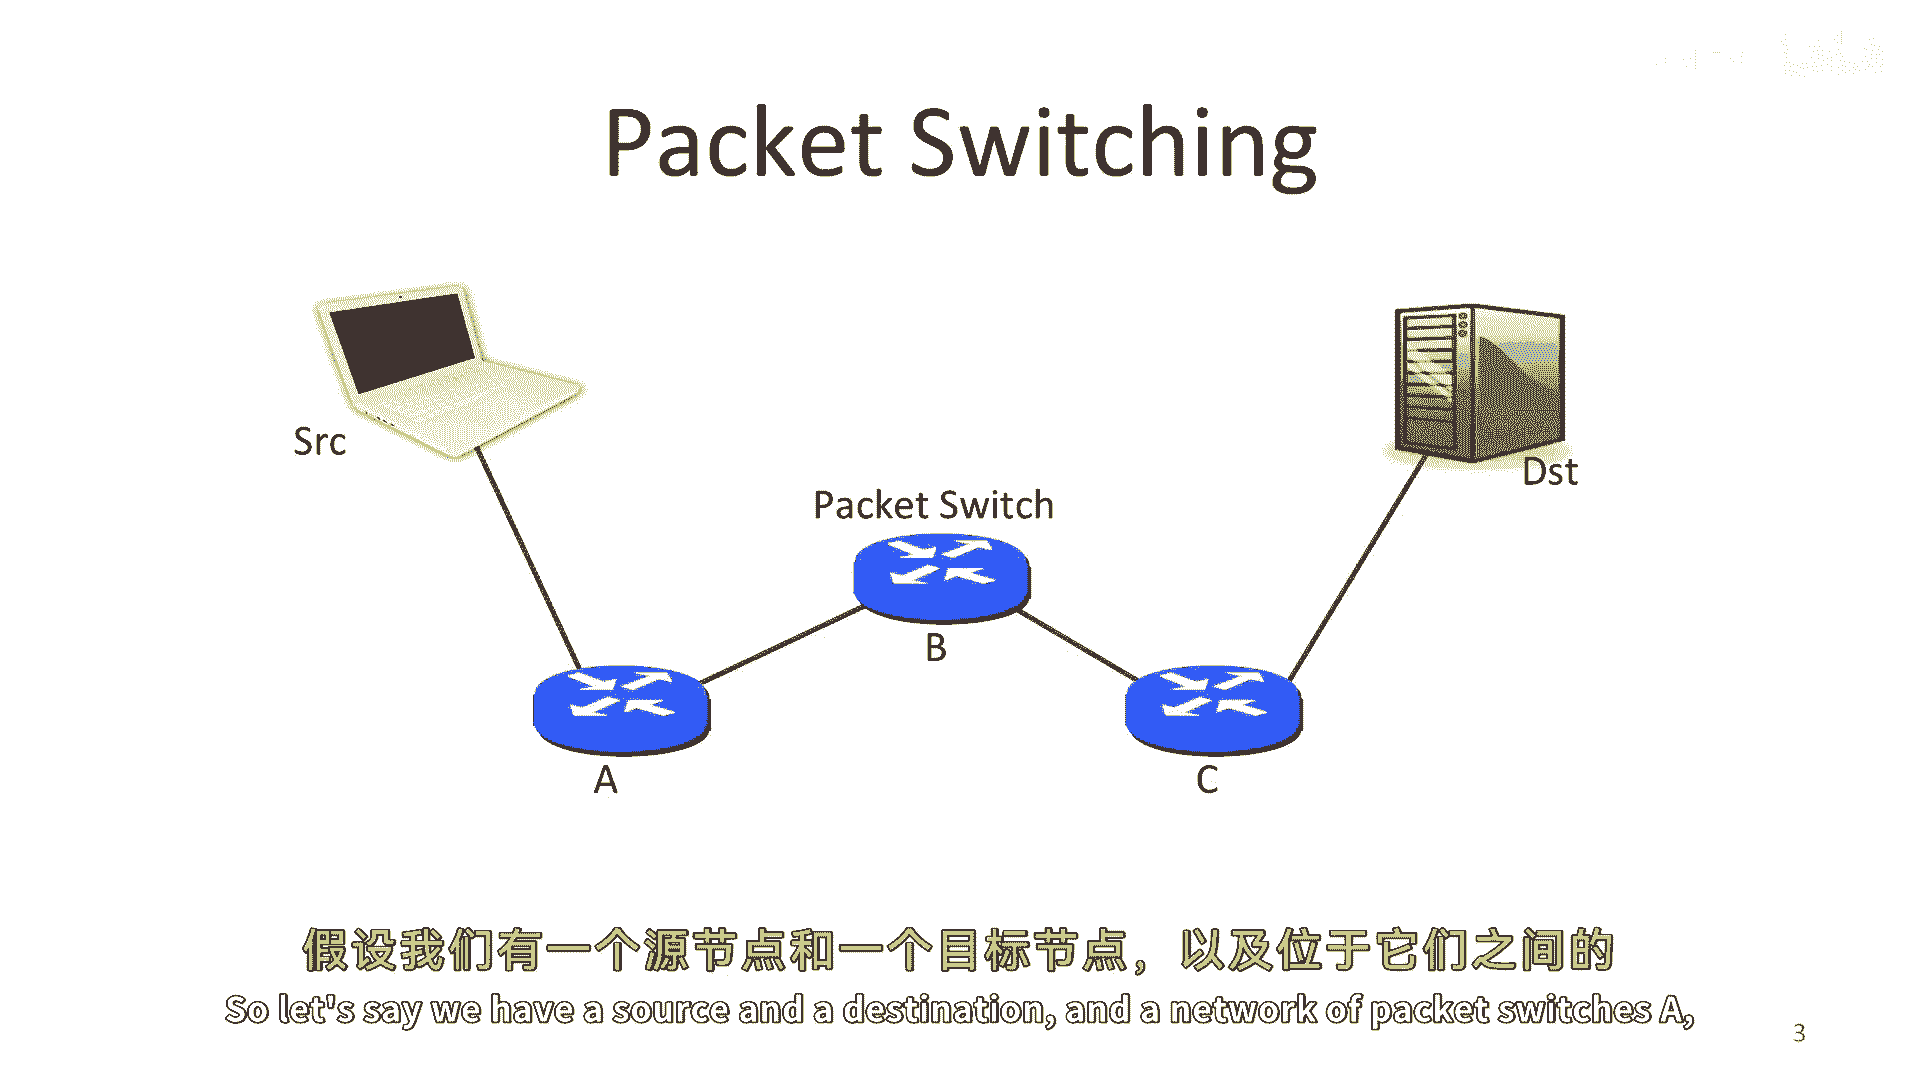 Packet Switching
Src
Dst
Packet Switch
B
A
C
假设我们有一个源节点和一个目标节点，以及位于它们之间的
So let's say we have a source and a destination, and a network of packet switches A,
3